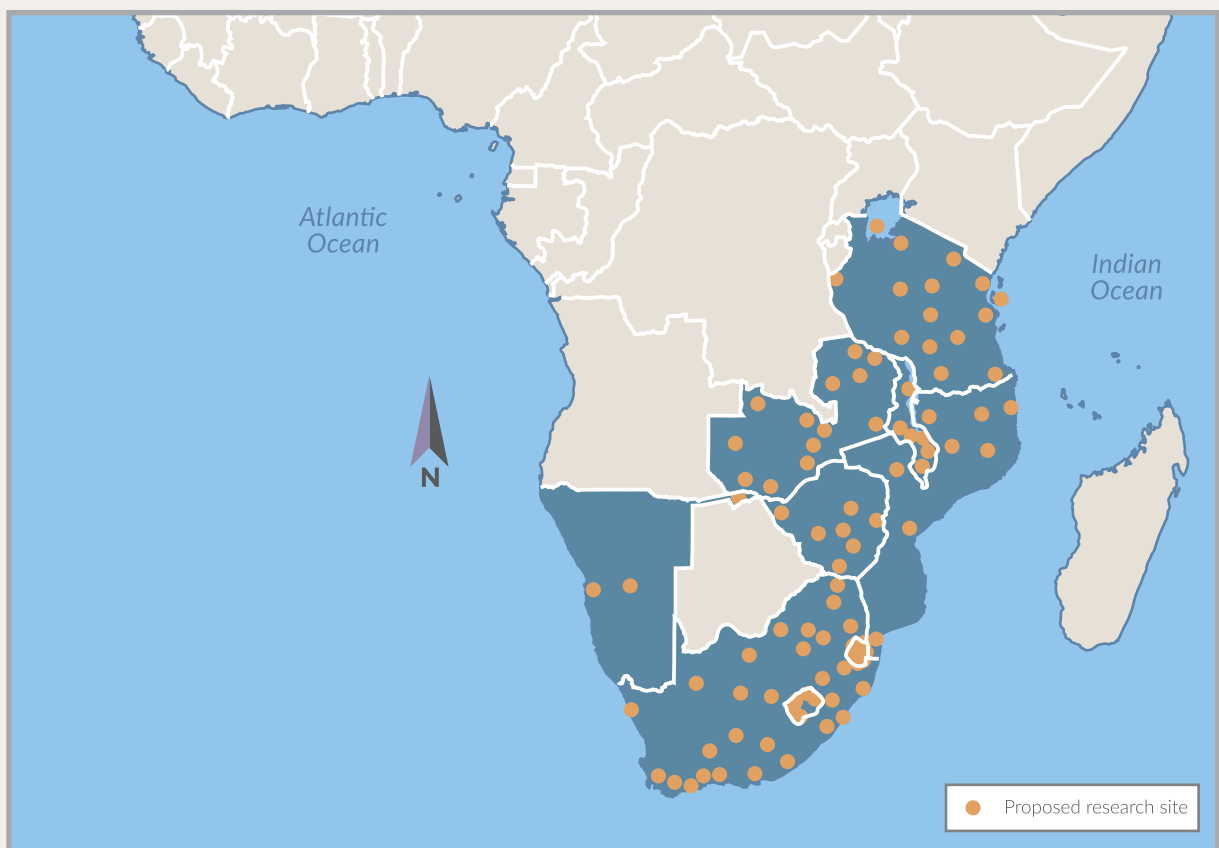 Atlantic
Ocean
Indian
Ocean
N
Proposed research site